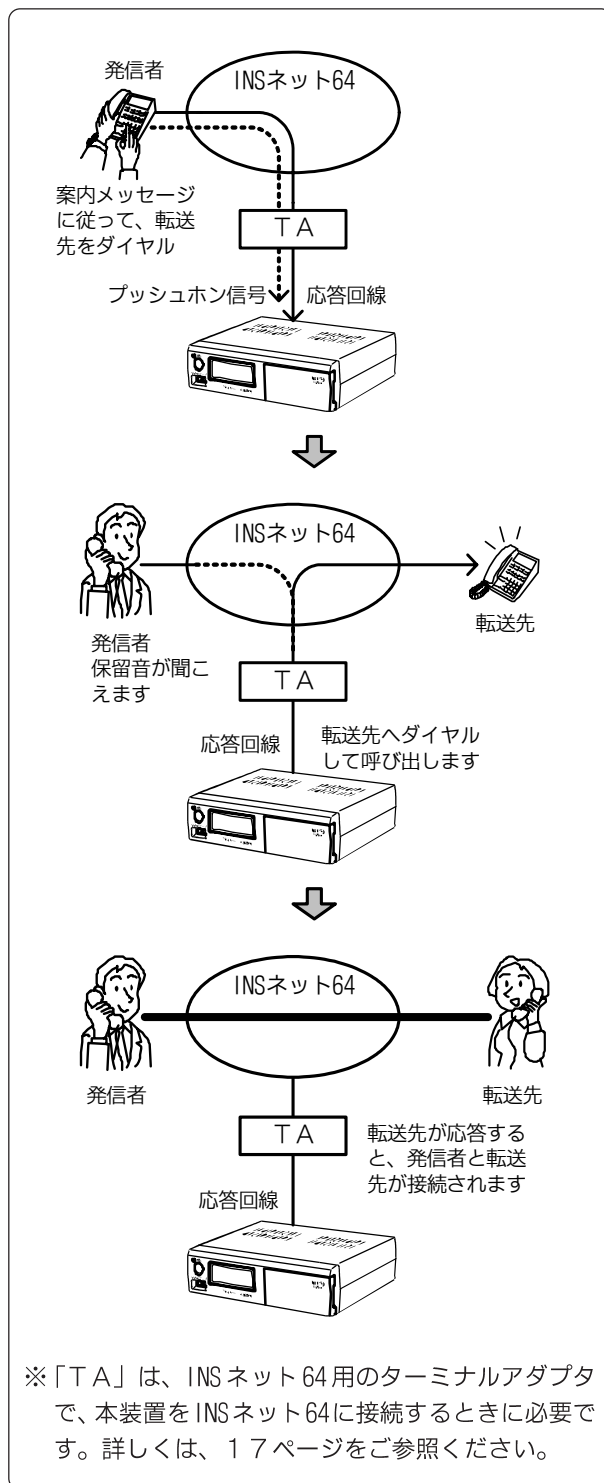 発信者
INSネット64
案内メッセージ
に従って、転送
先をダイヤル
ＴＡ
プッシュホン信号
応答回線
INSネット64
発信者
保留音が聞こ
えます
転送先
ＴＡ
応答回線
転送先へダイヤル
して呼び出します
INSネット64
発信者
転送先
ＴＡ
転送先が応答する
と、発信者と転送
先が接続されます
応答回線
※「ＴＡ」は、INSネット64用のターミナルアダプタ
で、本装置をINSネット64に接続するときに必要で
す。詳しくは、１７ページをご参照ください。